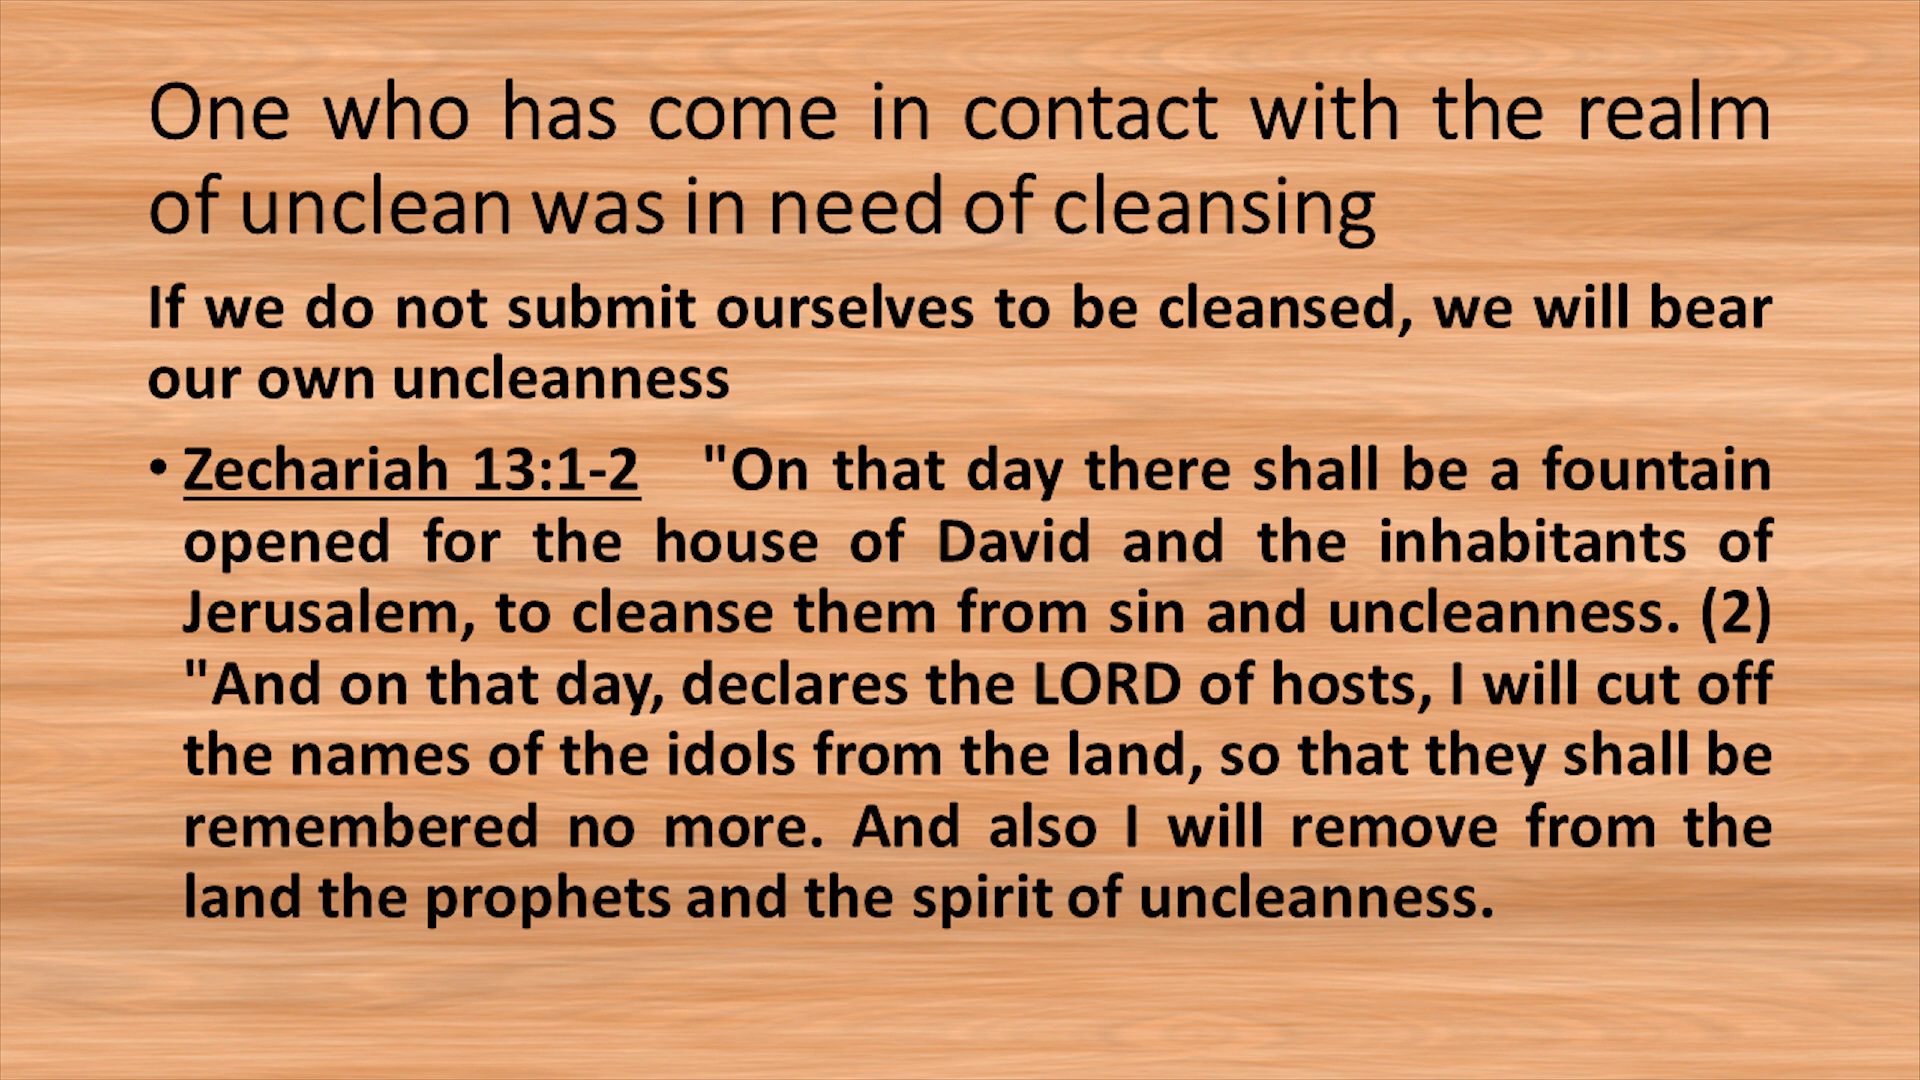 One who has come in contact with the realm
of unclean was in need of cleansing
If we do not submit ourselves to be cleansed, we will bear
our own uncleanness
• Zechariah 13:1-2 "On that day there shall be a fountain
opened for the house of David and the inhabitants of
Jerusalem, to cleanse them from sin and uncleanness. (2)
"And on that day, declares the LORD of hosts, I will cut off
the names of the idols from the land, so that they shall be
remembered no more. And also I will remove from the
land the prophets and the spirit of uncleanness.